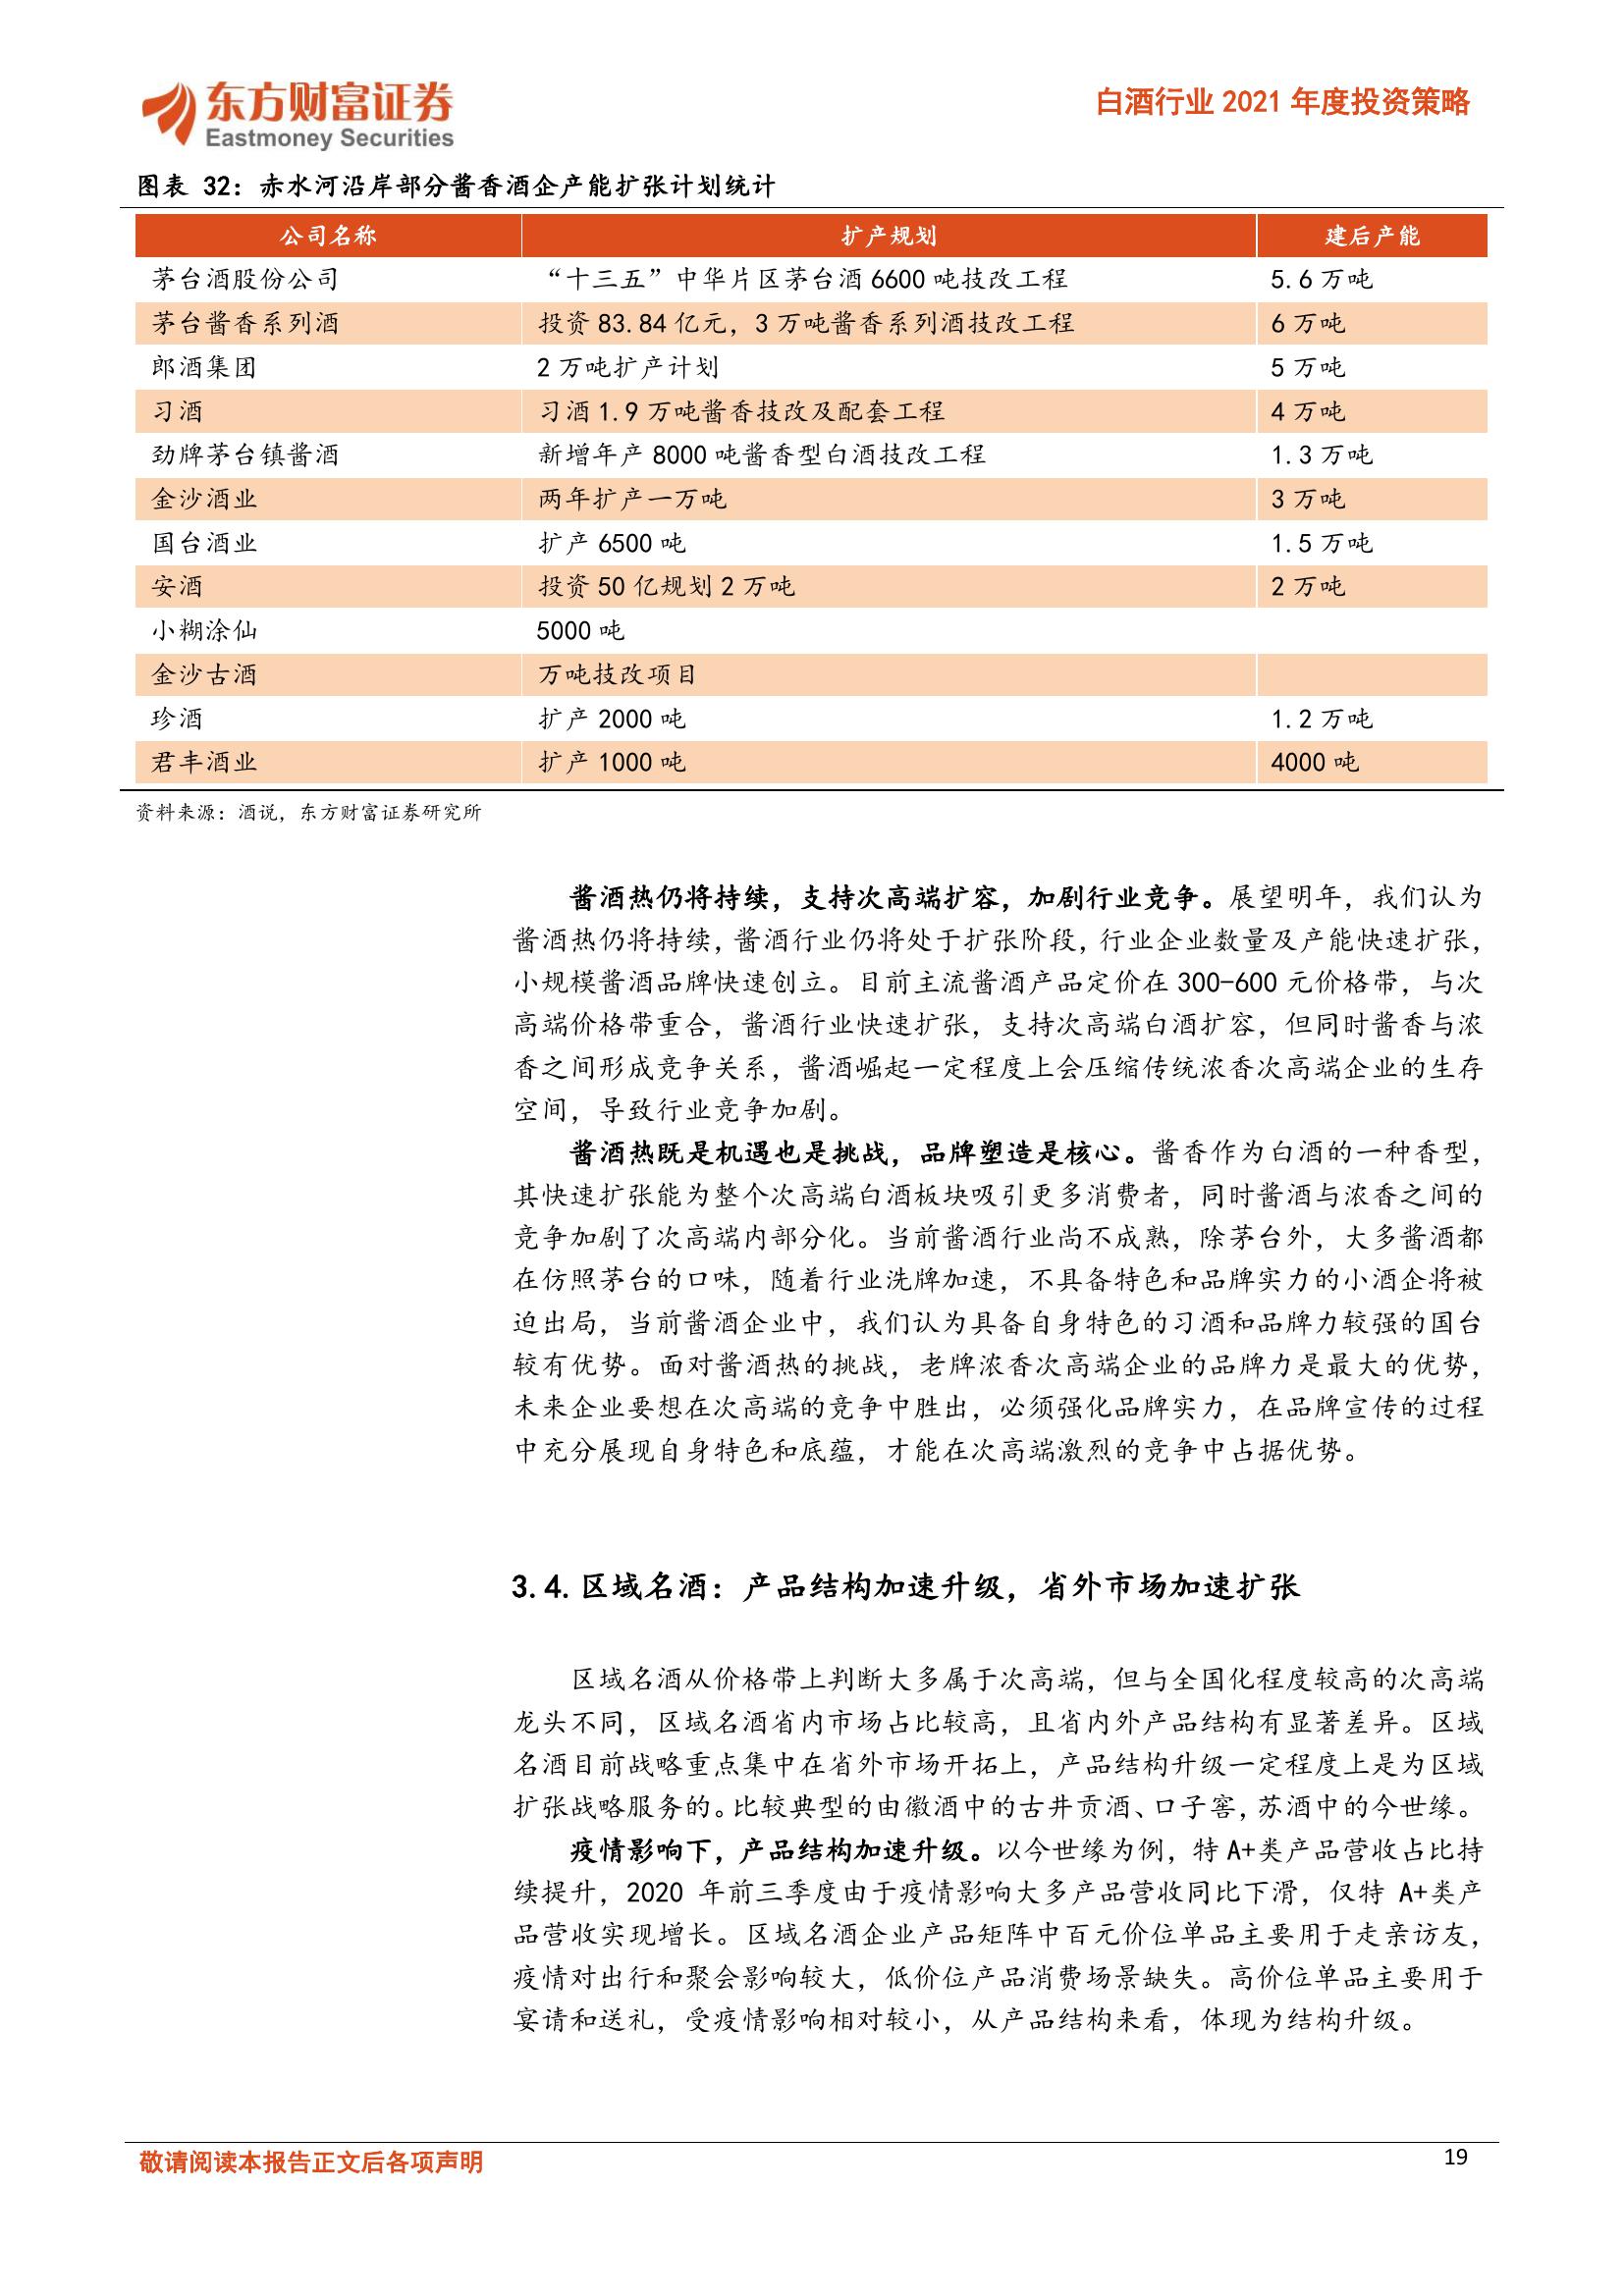 东方财富证券
Eastmoney Securities
白酒行业 2021 年度投资策略
图表 32：赤水河沿岸部分酱香酒企产能扩张计划统计
公司名称 扩产规划 建后产能
茅台酒股份公司 “十三五”中华片区茅台酒 6600 吨技改工程 5.6 万吨
茅台酱香系列酒 投资 83.84 亿元，3 万吨酱香系列酒技改工程 6 万吨
郎酒集团 2 万吨扩产计划 5 万吨
习酒 习酒 1.9 万吨酱香技改及配套工程 4 万吨
劲牌茅台镇酱酒 新增年产 8000 吨酱香型白酒技改工程 1.3 万吨
金沙酒业 两年扩产一万吨 3 万吨
国台酒业 扩产 6500 吨 1.5 万吨
安酒 投资 50 亿规划 2 万吨 2 万吨
小糊涂仙 5000 吨
金沙古酒 万吨技改项目
珍酒 扩产 2000 吨 1.2 万吨
君丰酒业 扩产 1000 吨 4000 吨
资料来源：酒说，东方财富证券研究所
酱酒热仍将持续，支持次高端扩容，加剧行业竞争。展望明年，我们认为
酱酒热仍将持续，酱酒行业仍将处于扩张阶段，行业企业数量及产能快速扩张，
小规模酱酒品牌快速创立。目前主流酱酒产品定价在 300-600 元价格带，与次
高端价格带重合，酱酒行业快速扩张，支持次高端白酒扩容，但同时酱香与浓
香之间形成竞争关系，酱酒崛起一定程度上会压缩传统浓香次高端企业的生存
空间，导致行业竞争加剧。
酱酒热既是机遇也是挑战，品牌塑造是核心。酱香作为白酒的一种香型，
其快速扩张能为整个次高端白酒板块吸引更多消费者，同时酱酒与浓香之间的
竞争加剧了次高端内部分化。当前酱酒行业尚不成熟，除茅台外，大多酱酒都
在仿照茅台的口味，随着行业洗牌加速，不具备特色和品牌实力的小酒企将被
迫出局，当前酱酒企业中，我们认为具备自身特色的习酒和品牌力较强的国台
较有优势。面对酱酒热的挑战，老牌浓香次高端企业的品牌力是最大的优势，
未来企业要想在次高端的竞争中胜出，必须强化品牌实力，在品牌宣传的过程
中充分展现自身特色和底蕴，才能在次高端激烈的竞争中占据优势。
3.4.区域名酒：产品结构加速升级，省外市场加速扩张
区域名酒从价格带上判断大多属于次高端，但与全国化程度较高的次高端
龙头不同，区域名酒省内市场占比较高，且省内外产品结构有显著差异。区域
名酒目前战略重点集中在省外市场开拓上，产品结构升级一定程度上是为区域
扩张战略服务的。比较典型的由徽酒中的古井贡酒、口子窖，苏酒中的今世缘。
疫情影响下，产品结构加速升级。以今世缘为例，特 A+类产品营收占比持
续提升，2020 年前三季度由于疫情影响大多产品营收同比下滑，仅特 A+类产
品营收实现增长。区域名酒企业产品矩阵中百元价位单品主要用于走亲访友，
疫情对出行和聚会影响较大，低价位产品消费场景缺失。高价位单品主要用于
宴请和送礼，受疫情影响相对较小，从产品结构来看，体现为结构升级。
敬请阅读本报告正文后各项声明
19